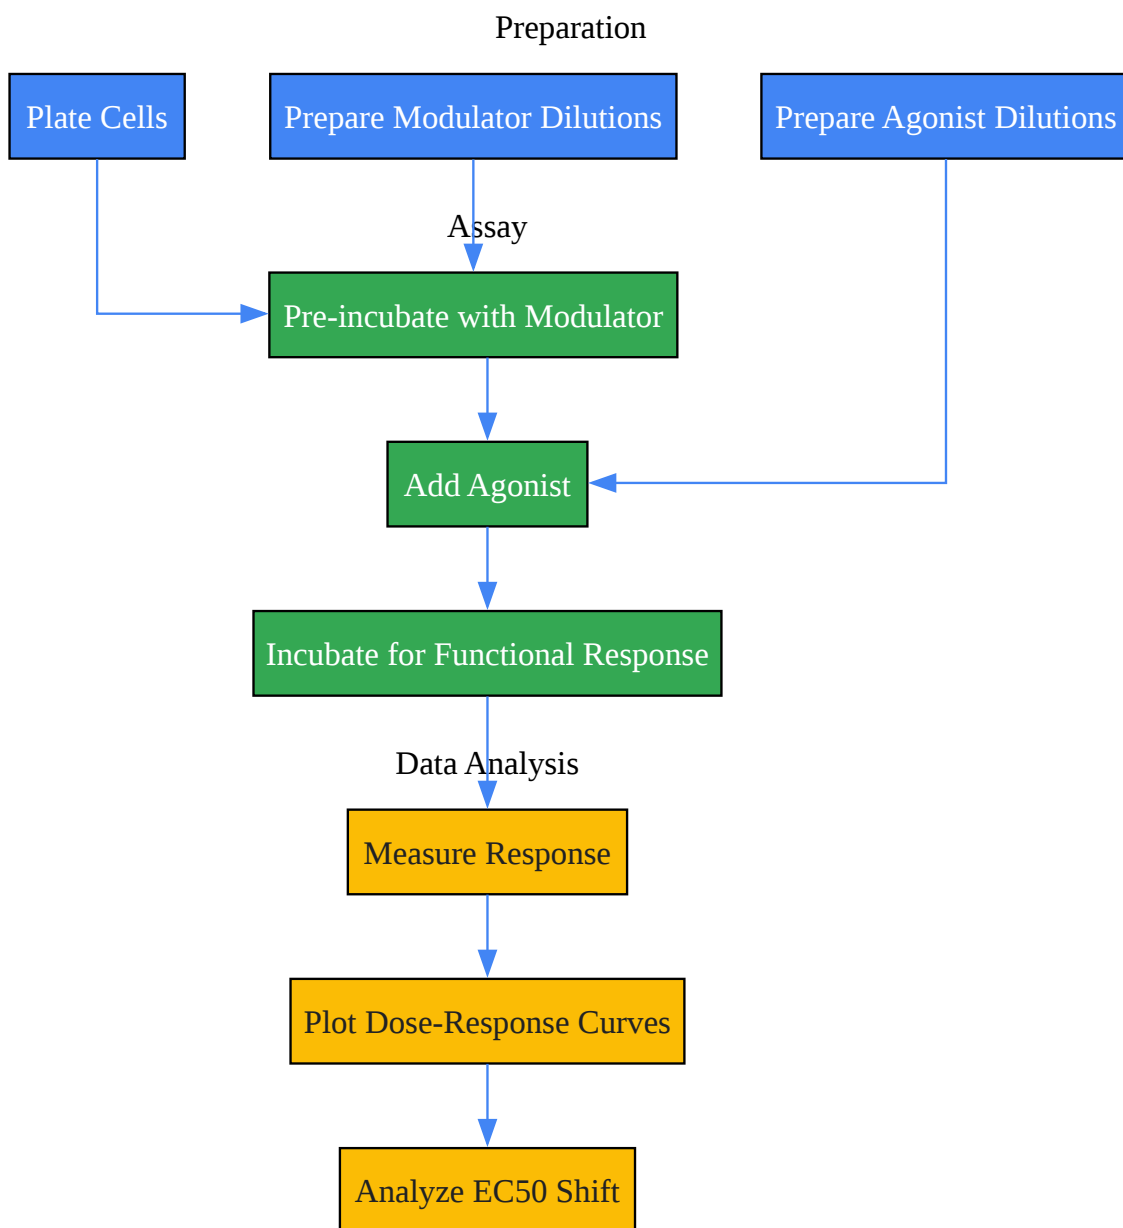 Preparation
Plate Cells
Prepare Modulator Dilutions
Prepare Agonist Dilutions
Assay
Pre-incubate with Modulator
Add Agonist
Incubate for Functional Response
Data Analysis
Measure Response
Plot Dose-Response Curves
Analyze EC50 Shift